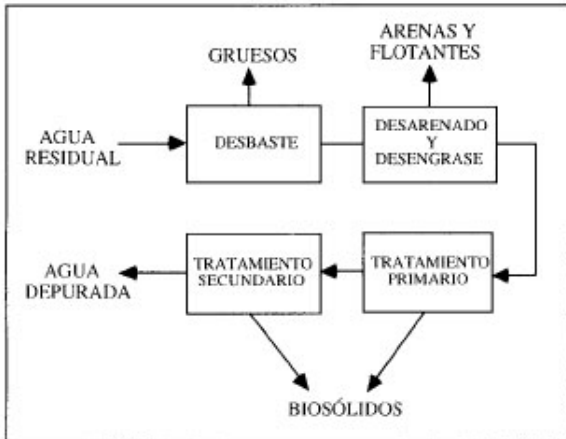 GRUESOS
ARENAS Y
FLOTANTES
AGUA
RESIDUAL
DESBASTE
DESARENADO
Y
DESENGRASE
AGUA
DEPURADA
TRATAMIENTO
SECUNDARIO
TRATAMIENTO
PRIMARIO
BIOSÓLIDOS